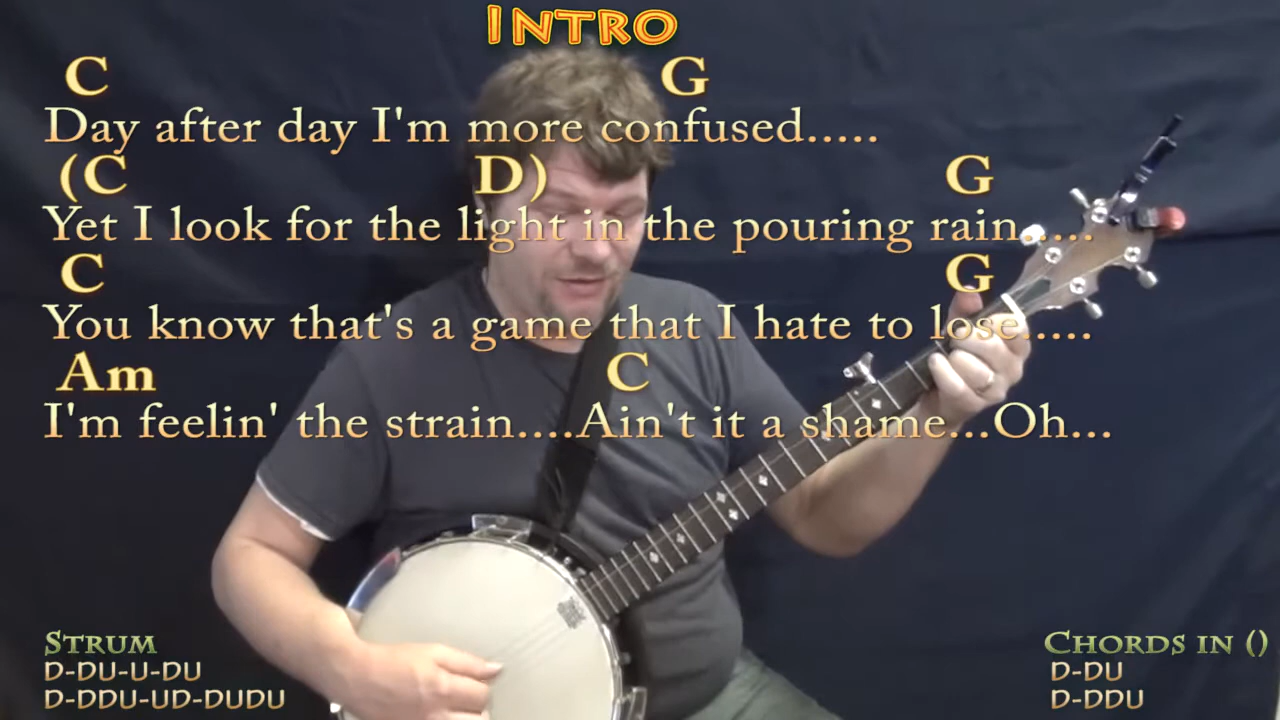 INTRO
C G
Day after day I'm more confused.....
(C D) G
Yet I look for the light in the pouring rain.....
C G
You know that's a game that I hate to lose.....
Am C
I'm feelin' the strain....Ain't it a shame...Oh...
STRUM
D-DU-U-DU
D-DDU-UD-DUDU
CHORDS IN ()
D-DU
D-DDU